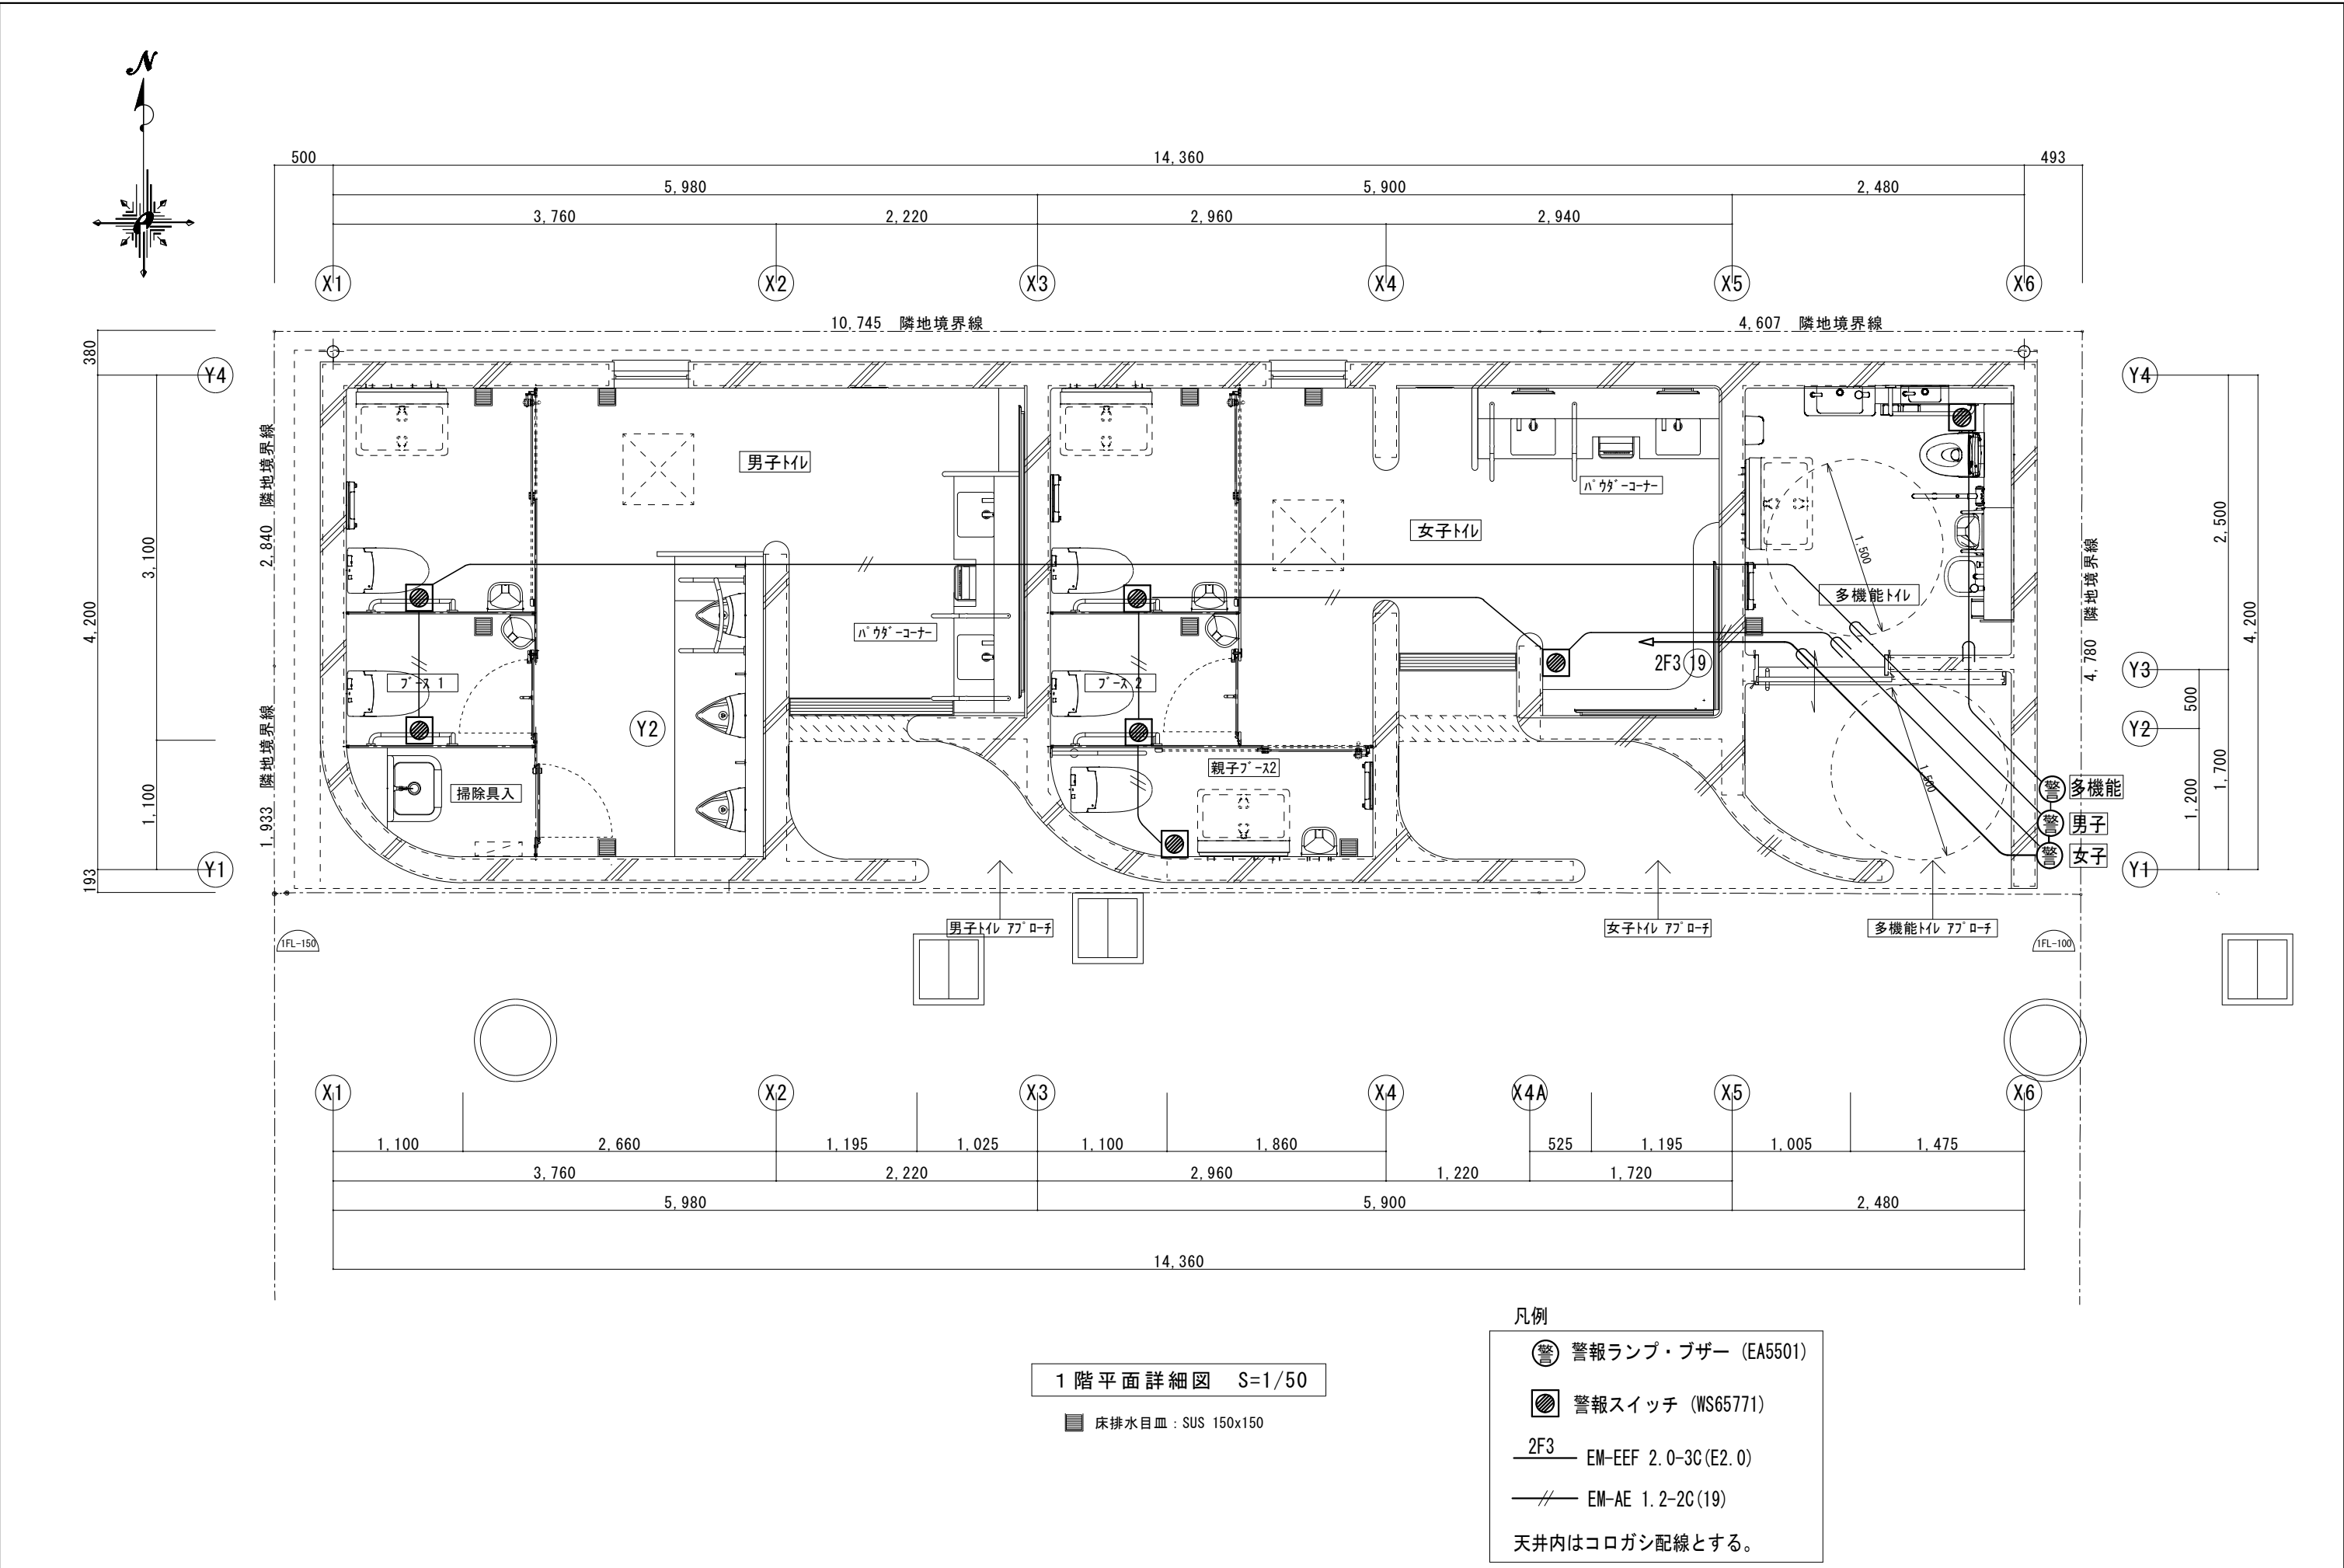 N
500 14,360 493
5,980 5,900 2,480
3,760 2,220 2,960 2,940
X1 X2 X3 X4 X5 X6
10,745 隣地境界線 4,607 隣地境界線
380
Y4
3,100
4,200
1,100
193
Y1
2,840 隣地境界線
1,933 隣地境界線
男子ﾄｲﾚ
ﾊﾟｳﾀﾞｰｺｰﾅｰ
女子ﾄｲﾚ
ﾊﾟｳﾀﾞｰｺｰﾅｰ
1,500
多機能ﾄｲﾚ
ﾌﾞｰｽ 1
Y2
ﾌﾞｰｽ 2
2F3 19
掃除具入
親子ﾌﾞｰｽ2
1,500
警 多機能
警 男子
警 女子
4,780 隣地境界線
Y4
2,500
4,200
Y3
500
Y2
1,700
1,200
Y1
男子ﾄｲﾚ ｱﾌﾟﾛｰﾁ
女子ﾄｲﾚ ｱﾌﾟﾛｰﾁ
多機能ﾄｲﾚ ｱﾌﾟﾛｰﾁ
1FL-150
1FL-100
X1 X2 X3 X4 X4A X5 X6
1,100 2,660 1,195 1,025 1,100 1,860 525 1,195 1,005 1,475
3,760 2,220 2,960 1,220 1,720
5,980 5,900 2,480
14,360
1階平面詳細図 S=1/50
床排水目皿：SUS 150x150
凡例
警 警報ランプ・ブザー (EA5501)
警報スイッチ (WS65771)
2F3 EM-EEF 2.0-3C(E2.0)
EM-AE 1.2-2C(19)
天井内はコロガシ配線とする。